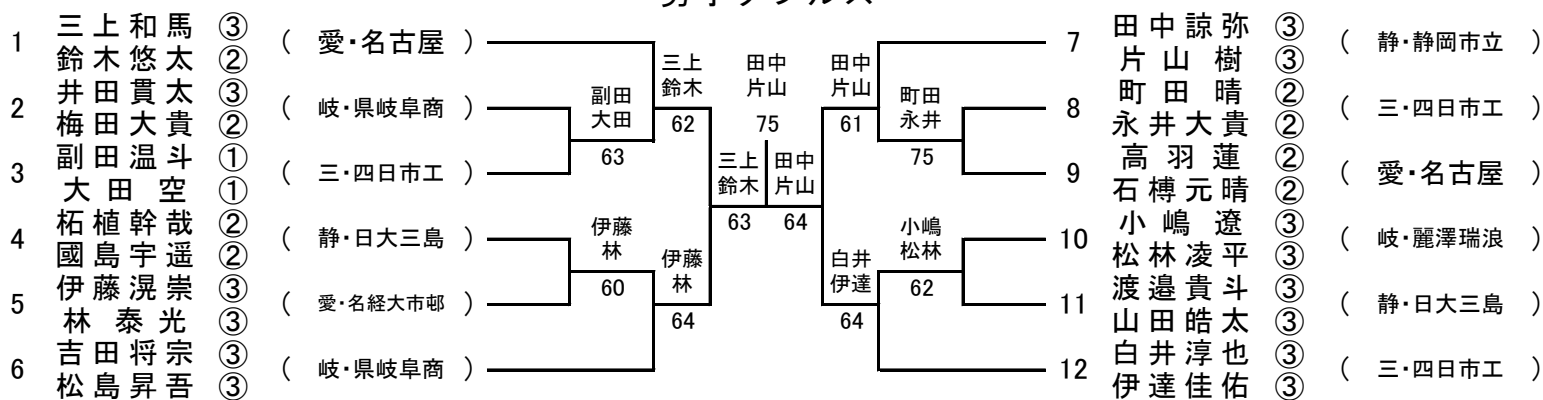 1 三上和馬 ③ ( 愛・名古屋 )
鈴木悠太 ②
2 井田貫太 ③ ( 岐・県岐阜商 )
梅田大貴 ②
3 副田温斗 ① ( 三・四日市工 )
大田空 ①
4 柘植幹哉 ② ( 静・日大三島 )
國島宇遥 ②
5 伊藤滉崇 ③ ( 愛・名経大市邨 )
林泰光 ③
6 吉田将宗 ③ ( 岐・県岐阜商 )
松島昇吾 ③
副田
大田
63
伊藤
林
60
三上
鈴木
62
伊藤
林
64
三上
鈴木
63
田中
片山
75
田中
片山
64
田中
片山
61
白井
伊達
64
町田
永井
75
小嶋
松林
62
7 田中諒弥 ③ ( 静・静岡市立 )
片山樹 ③
8 町田晴 ② ( 三・四日市工 )
永井大貴 ②
9 高羽蓮 ② ( 愛・名古屋 )
石榑元晴 ②
10 小嶋遼 ③ ( 岐・麗澤瑞浪 )
松林凌平 ③
11 渡邉貴斗 ③ ( 静・日大三島 )
山田皓太 ③
12 白井淳也 ③ ( 三・四日市工 )
伊達佳佑 ③